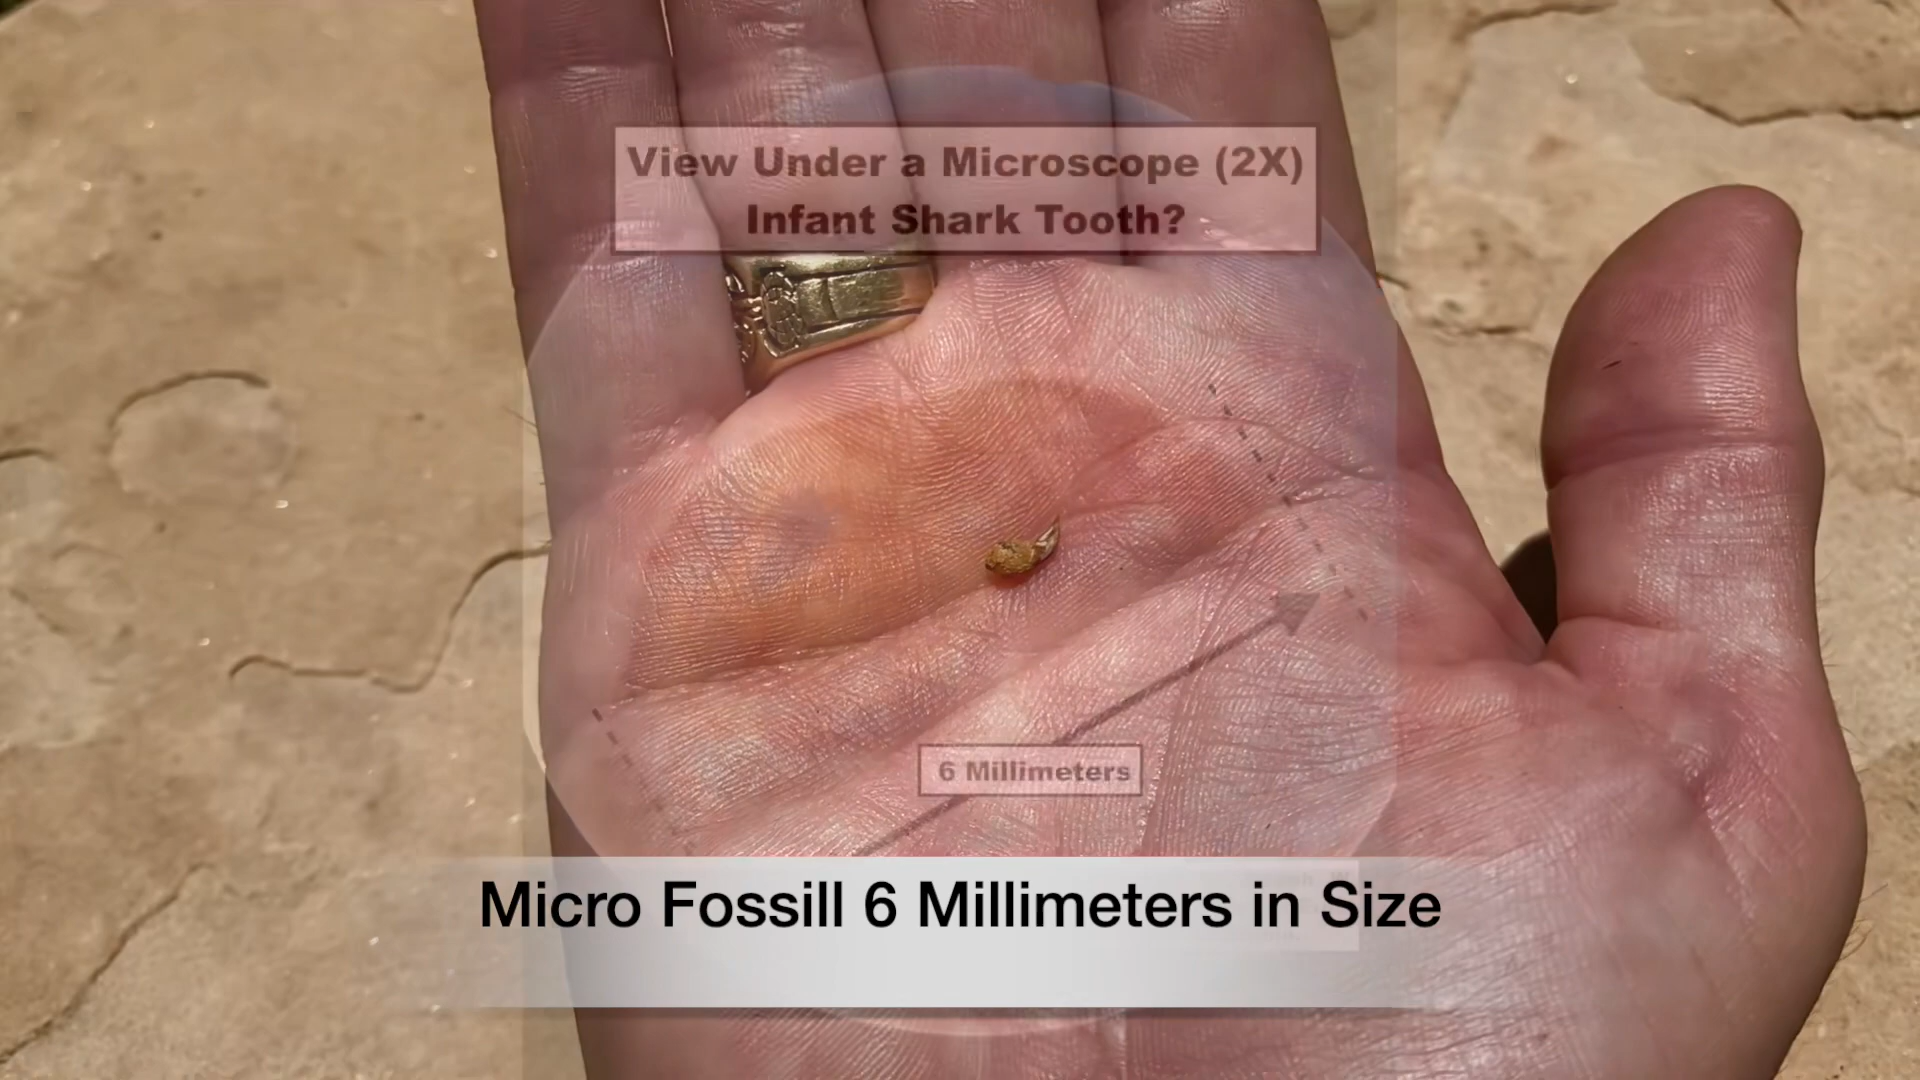 View Under a Microscope (2X)
Infant Shark Tooth?
6 Millimeters
Micro Fossill 6 Millimeters in Size